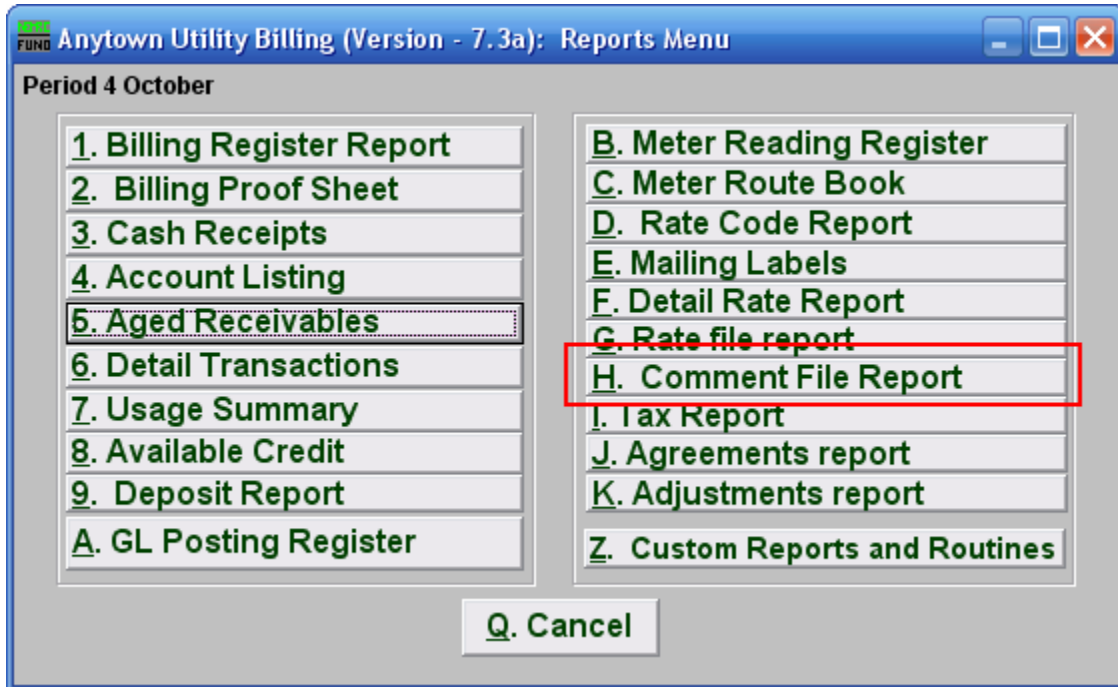 FUND Anytown Utility Billing (Version - 7.3a): Reports Menu
Period 4 October
1. Billing Register Report
2. Billing Proof Sheet
3. Cash Receipts
4. Account Listing
5. Aged Receivables
6. Detail Transactions
7. Usage Summary
8. Available Credit
9. Deposit Report
A. GL Posting Register
B. Meter Reading Register
C. Meter Route Book
D. Rate Code Report
E. Mailing Labels
F. Detail Rate Report
G. Rate file report
H. Comment File Report
I. Tax Report
J. Agreements report
K. Adjustments report
Z. Custom Reports and Routines
Q. Cancel